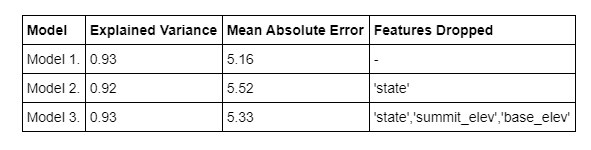 Model Explained Variance Mean Absolute Error Features Dropped
Model 1. 0.93 5.16 -
Model 2. 0.92 5.52 'state'
Model 3. 0.93 5.33 'state','summit_elev','base_elev'